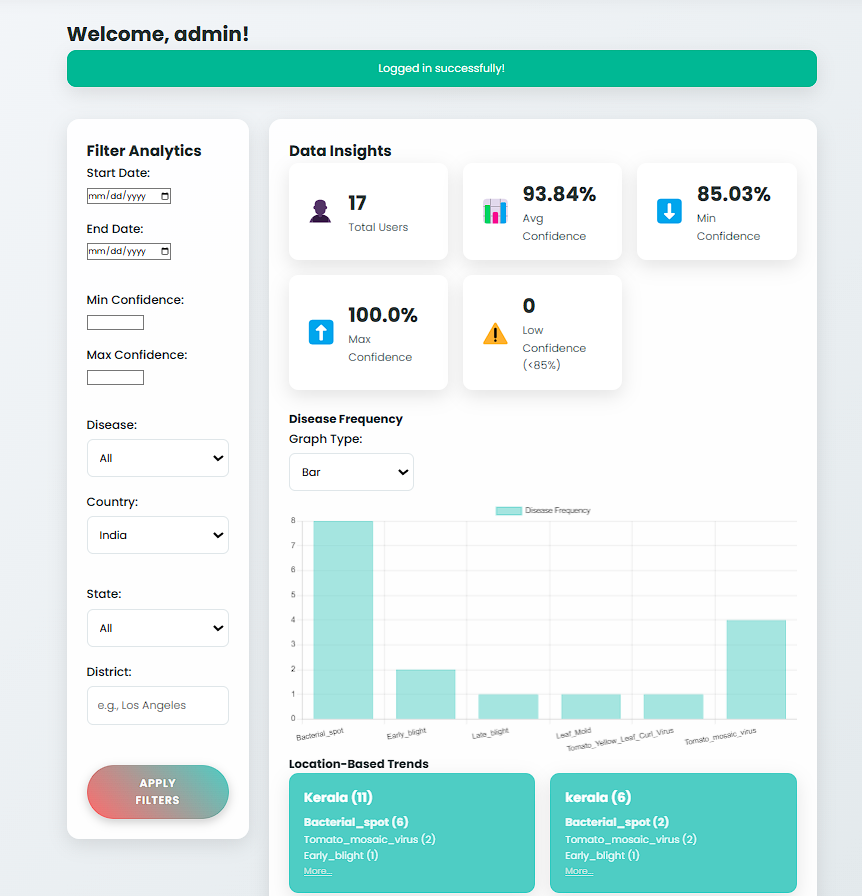 Welcome, admin!
Logged in successfully!
Filter Analytics
Start Date:
mm/dd/yyyy
End Date:
mm/dd/yyyy
Min Confidence:
Max Confidence:
Disease:
All
Country:
India
State:
All
District:
e.g., Los Angeles
APPLY
FILTERS
Data Insights
17
Total Users
93.84%
Avg
Confidence
85.03%
Min
Confidence
100.0%
Max
Confidence
0
Low
Confidence
(<85%)
Disease Frequency
Graph Type:
Bar
Disease Frequency
8
7
6
5
4
3
2
1
0
Bacterial_spot
Early_blight
Late_blight
Leaf_Mold
Tomato_Yellow_Leaf_Curl_Virus
Tomato_mosaic_virus
Location-Based Trends
Kerala (11)
Bacterial_spot (6)
Tomato_mosaic_virus (2)
Early_blight (1)
More...
kerala (6)
Bacterial_spot (2)
Tomato_mosaic_virus (2)
Early_blight (1)
More...